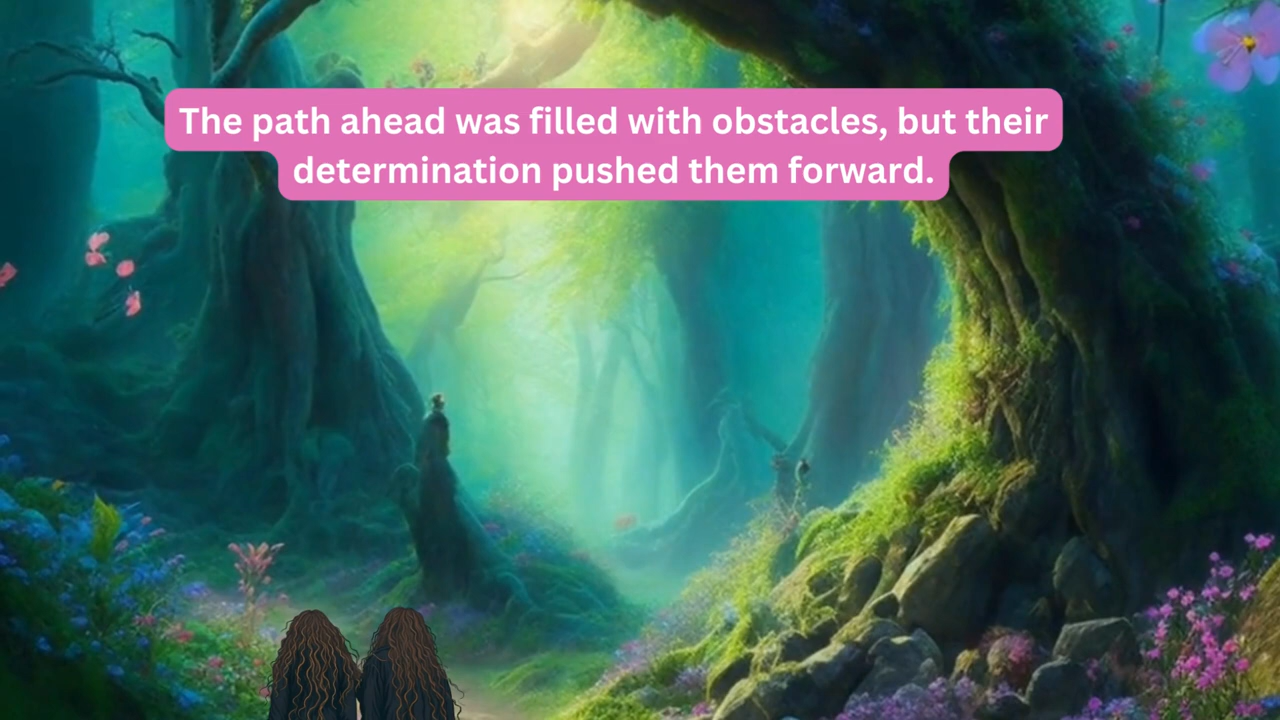 The path ahead was filled with obstacles, but their
determination pushed them forward.